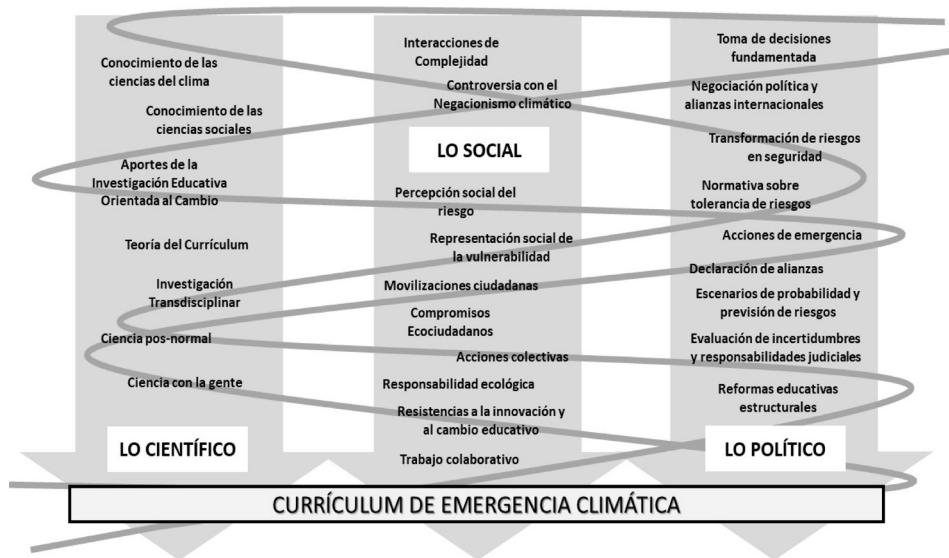 Conocimiento de las
ciencias del clima
Conocimiento de las
ciencias sociales
Aportes de la
Investigación Educativa
Orientada al Cambio
Teoría del Currículum
Investigación
Transdisciplinar
Ciencia pos-normal
Ciencia con la gente
LO CIENTÍFICO
Interacciones de
Complejidad
Controversia con el
Negacionismo climático
LO SOCIAL
Percepción social del
riesgo
Representación social de
la vulnerabilidad
Movilizaciones ciudadanas
Compromisos
Ecociudadanos
Acciones colectivas
Responsabilidad ecológica
Resistencias a la innovación y
al cambio educativo
Trabajo colaborativo
Toma de decisiones
fundamentada
Negociación política y
alianzas internacionales
Transformación de riesgos
en seguridad
Normativa sobre
tolerancia de riesgos
Acciones de emergencia
Declaración de alianzas
Escenarios de probabilidad y
previsión de riesgos
Evaluación de incertidumbres
y responsabilidades judiciales
Reformas educativas
estructurales
LO POLÍTICO
CURRÍCULUM DE EMERGENCIA CLIMÁTICA